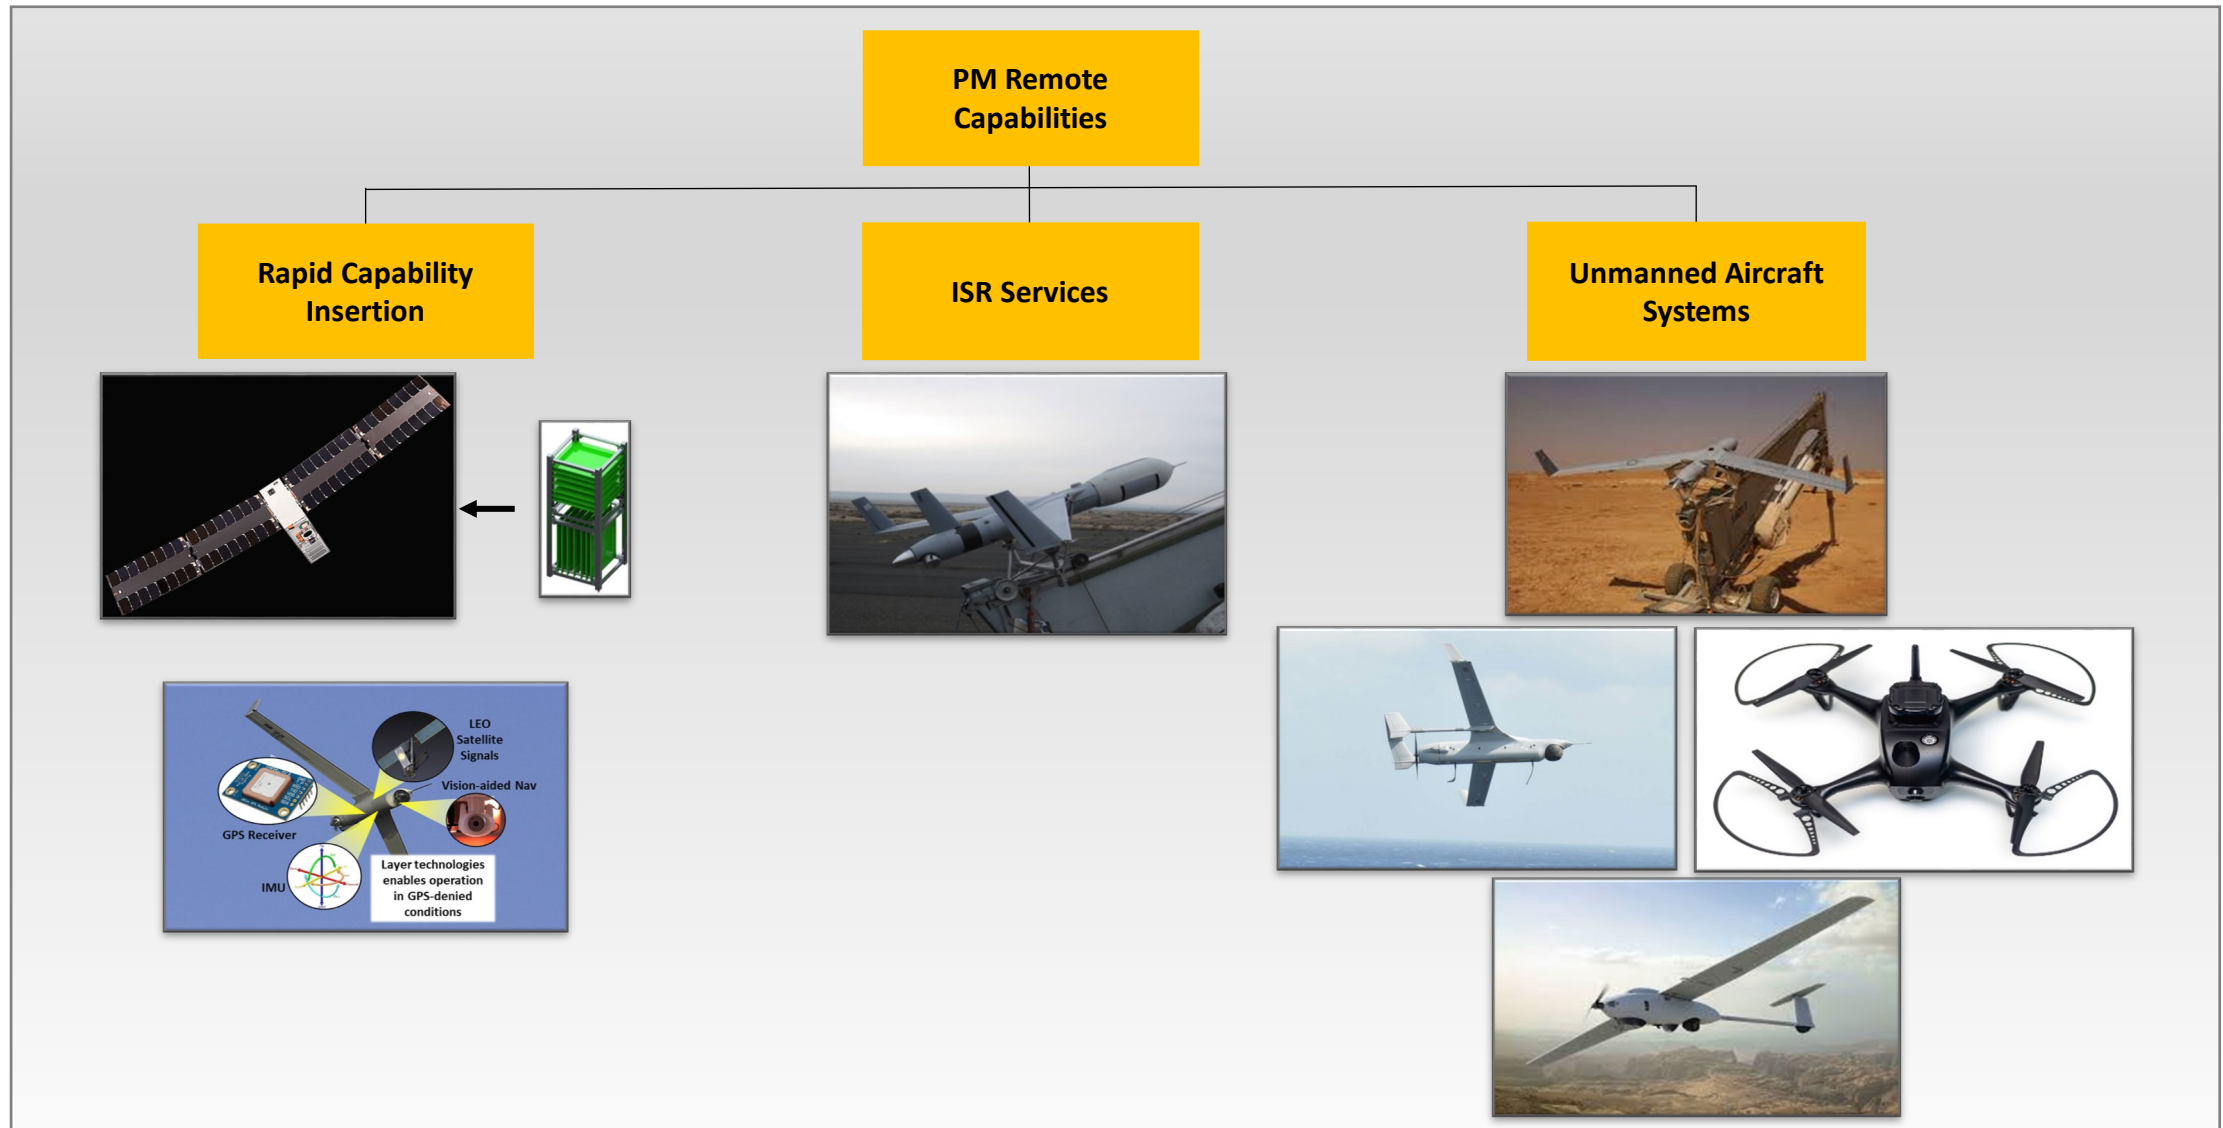 PM Remote
Capabilities
Rapid Capability
Insertion
ISR Services
Unmanned Aircraft
Systems
LEO
Satellite
Signals
Vision-aided Nav
GPS Receiver
IMU
Layer technologies
enables operation
in GPS-denied
conditions